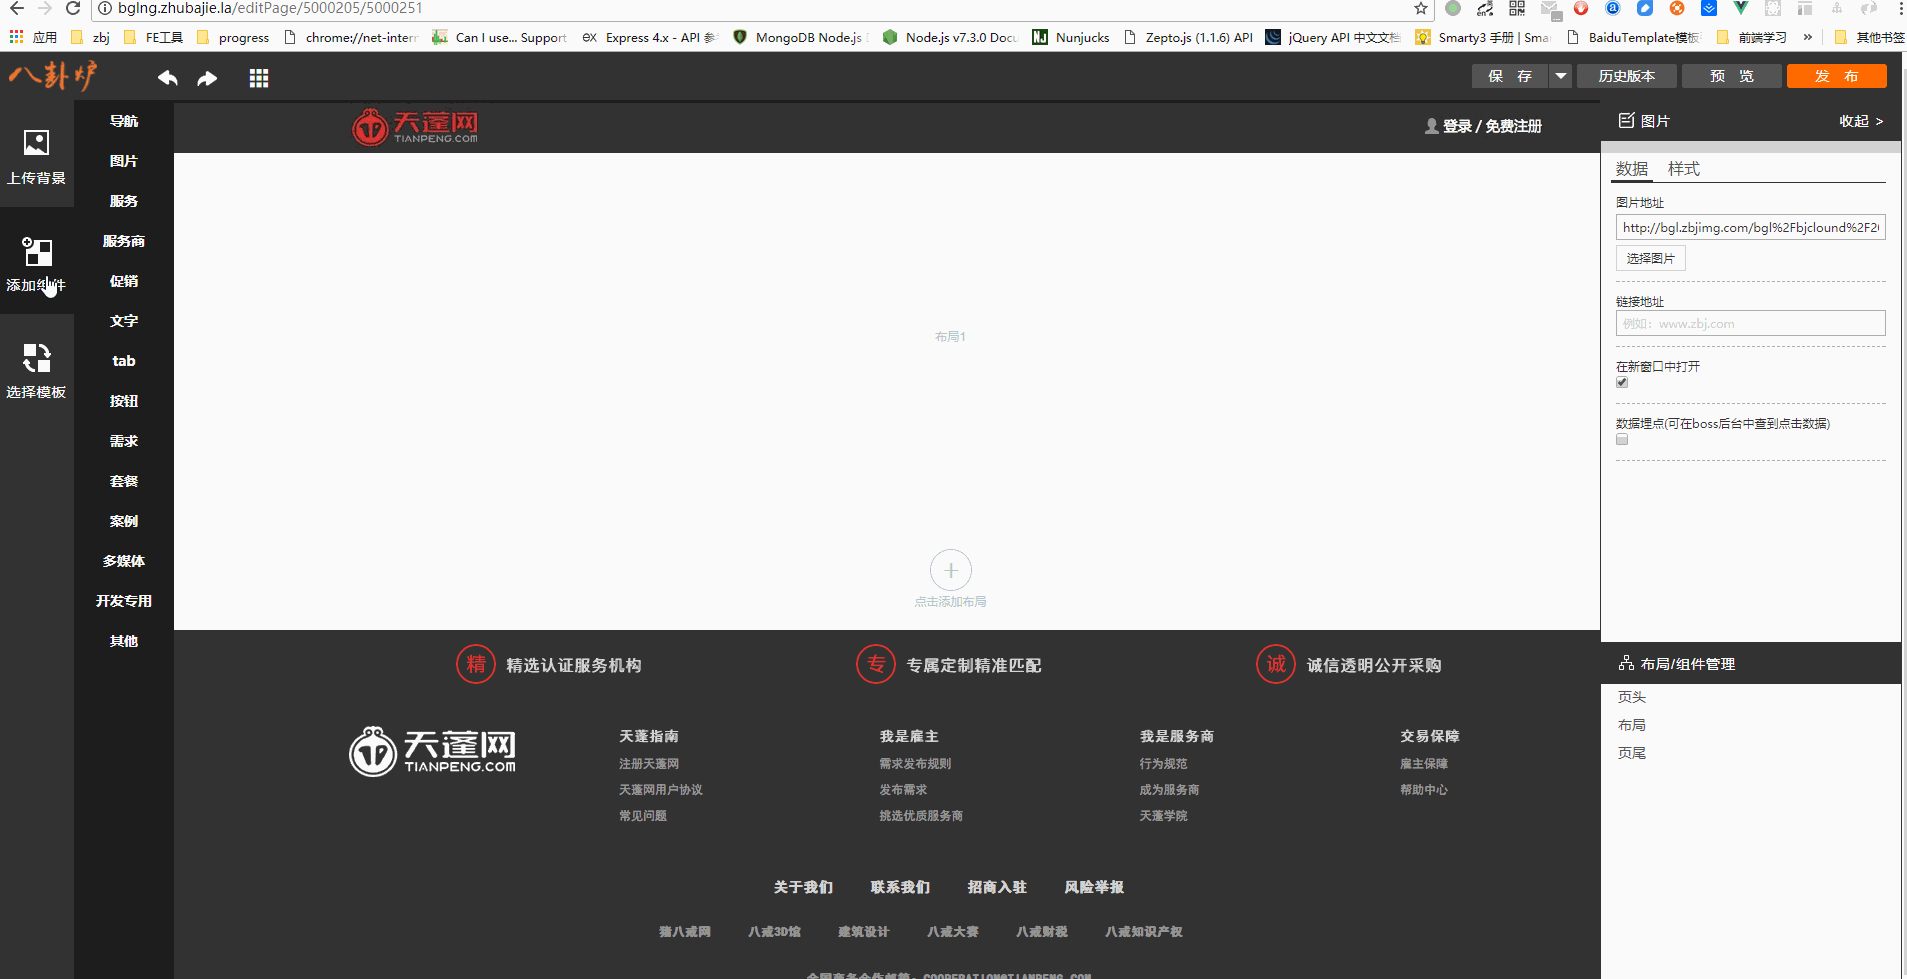 bglng.zhubajie.la/editPage/5000205/5000251
应用 zbj FE工具 progress chrome://net-intern Can I use... Support Express 4.x - API 参 MongoDB Node.js Node.js v7.3.0 Docu Nunjucks Zepto.js (1.1.6) API jQuery API 中文文档 Smarty3 手册 | Sma BaiduTemplate模板 前端学习 » 其他书签
八卦炉
保 存 历史版本 预 览 发 布
上传背景
添加组件
选择模板
导航
图片
服务
服务商
促销
文字
tab
按钮
需求
套餐
案例
多媒体
开发专用
其他
天蓬网
TIANPENG.COM
登录 / 免费注册
布局1
点击添加布局
精 精选认证服务机构
专 专属定制精准匹配
诚 诚信透明公开采购
天蓬网
TIANPENG.COM
天蓬指南
注册天蓬网
天蓬网用户协议
常见问题
我是雇主
需求发布规则
发布需求
挑选优质服务商
我是服务商
行为规范
成为服务商
天蓬学院
交易保障
雇主保障
帮助中心
关于我们 联系我们 招商入驻 风险举报
猪八戒网 八戒3D馆 建筑设计 八戒大赛 八戒财税 八戒知识产权
全国商务合作邮箱: COOPERATION@TIANPENG.COM
图片 收起 >
数据 样式
图片地址
http://bgl.zbjimg.com/bgl%2Fbjclound%2F2
选择图片
链接地址
例如：www.zbj.com
在新窗口中打开
数据埋点(可在boss后台中查到点击数据)
布局/组件管理
页头
布局
页尾